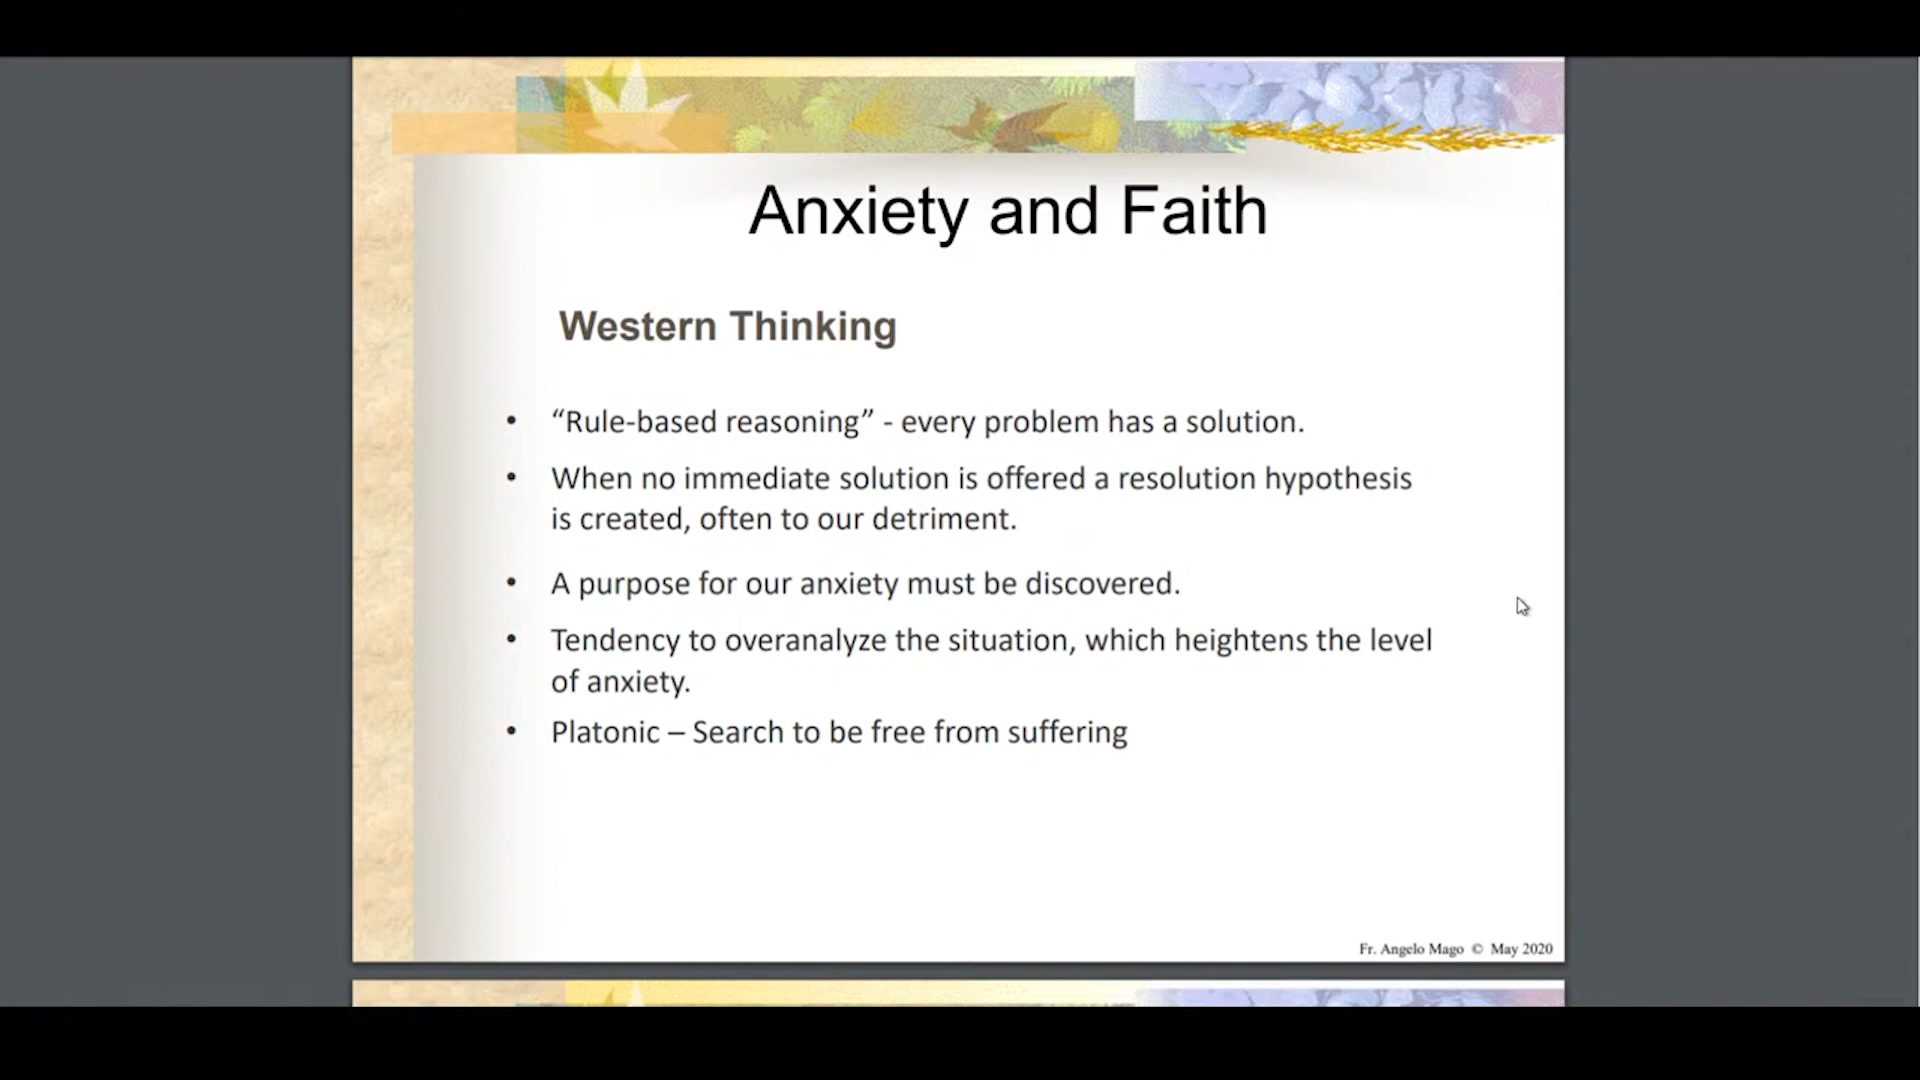 Anxiety and Faith
Western Thinking
• “Rule-based reasoning” - every problem has a solution.
• When no immediate solution is offered a resolution hypothesis
is created, often to our detriment.
• A purpose for our anxiety must be discovered.
• Tendency to overanalyze the situation, which heightens the level
of anxiety.
• Platonic – Search to be free from suffering
Fr. Angelo Mago © May 2020